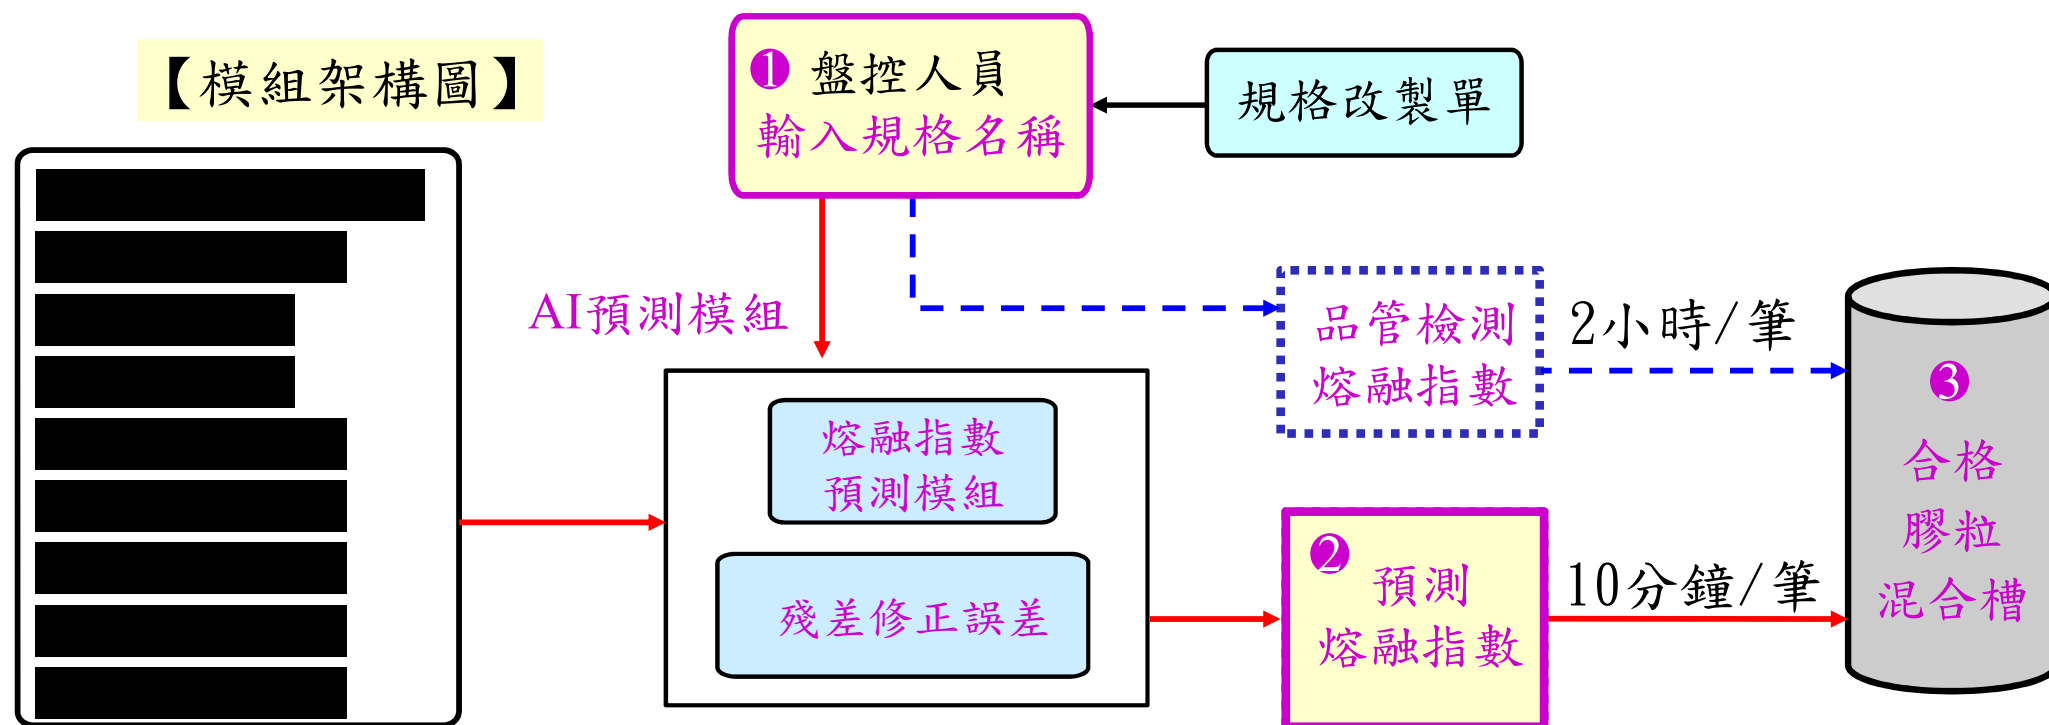 【模組架構圖】
❶ 盤控人員
輸入規格名稱
規格改製單
AI預測模組
品管檢測
熔融指數
2小時/筆
熔融指數
預測模組
殘差修正誤差
❷
預測
熔融指數
10分鐘/筆
❸
合格
膠粒
混合槽